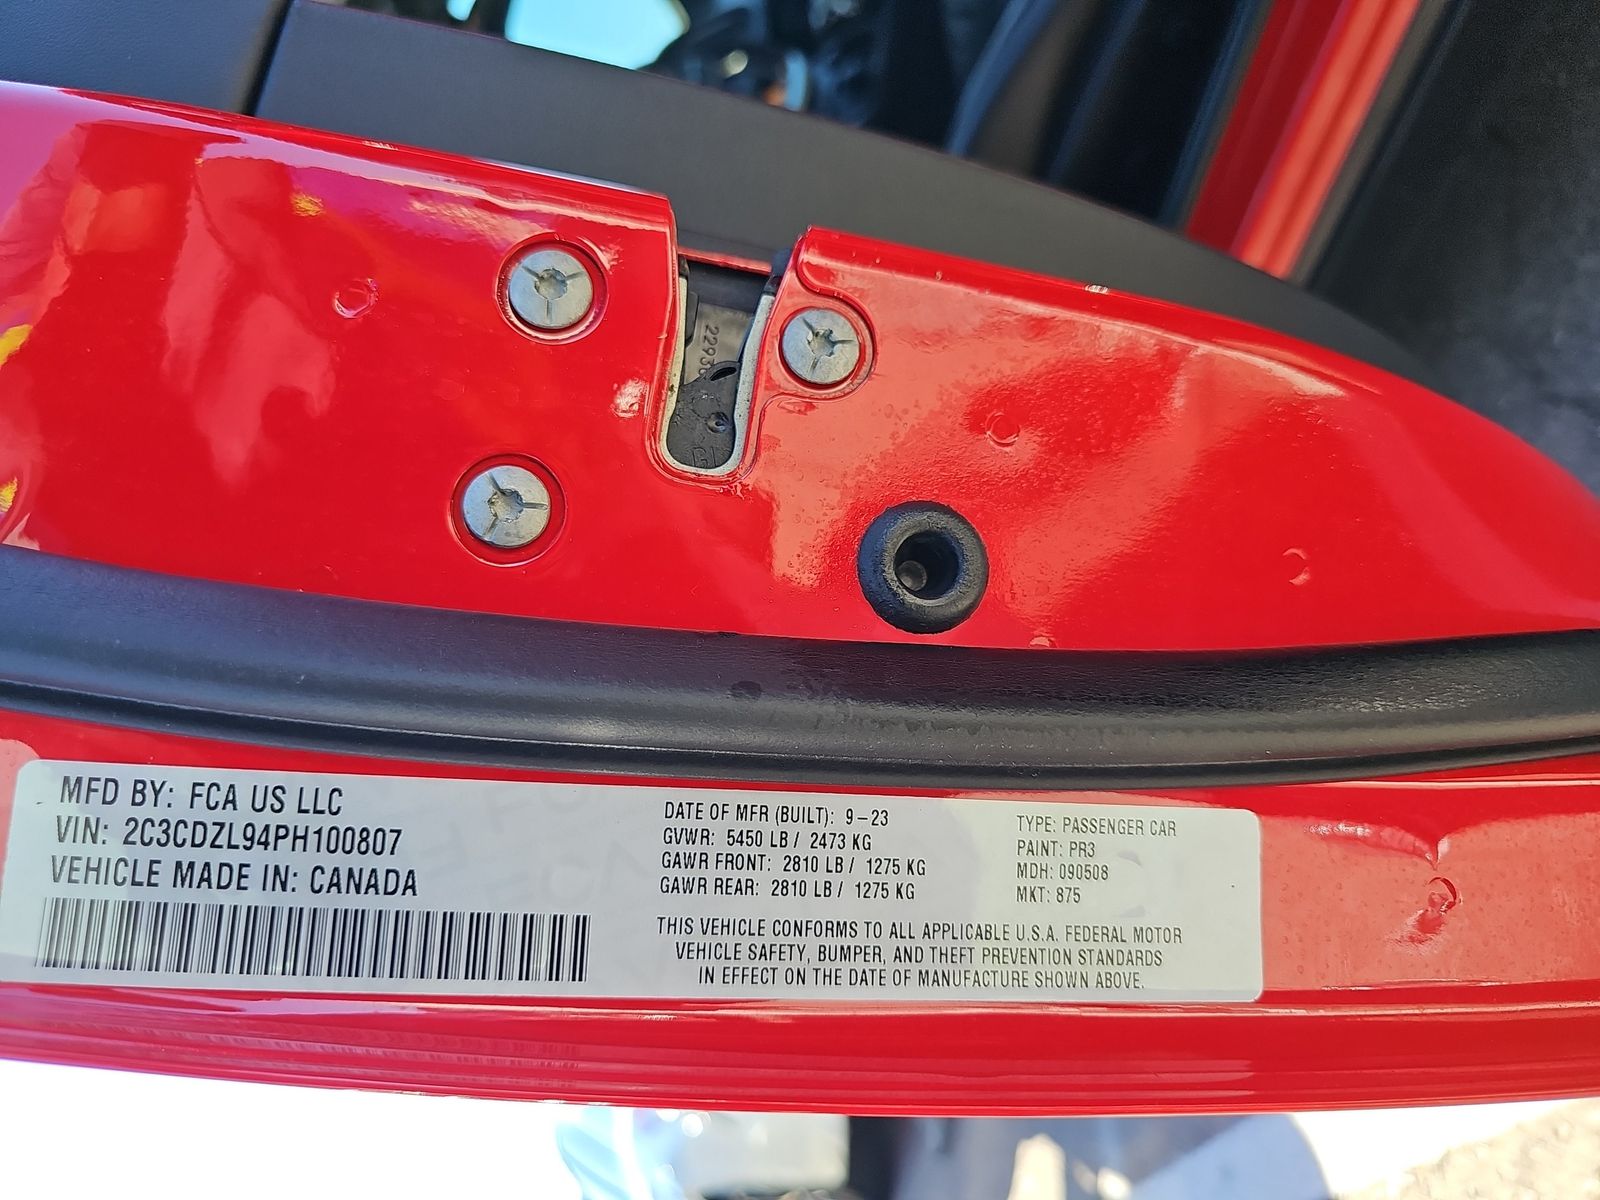 2293
MFD BY: FCA US LLC
VIN: 2C3CDZL94PH100807
VEHICLE MADE IN: CANADA
DATE OF MFR (BUILT): 9-23
GVWR: 5450 LB / 2473 KG
GAWR FRONT: 2810 LB / 1275 KG
GAWR REAR: 2810 LB / 1275 KG
TYPE: PASSENGER CAR
PAINT: PR3
MDH: 090508
MKT: 875
THIS VEHICLE CONFORMS TO ALL APPLICABLE U.S.A. FEDERAL MOTOR
VEHICLE SAFETY, BUMPER, AND THEFT PREVENTION STANDARDS
IN EFFECT ON THE DATE OF MANUFACTURE SHOWN ABOVE.